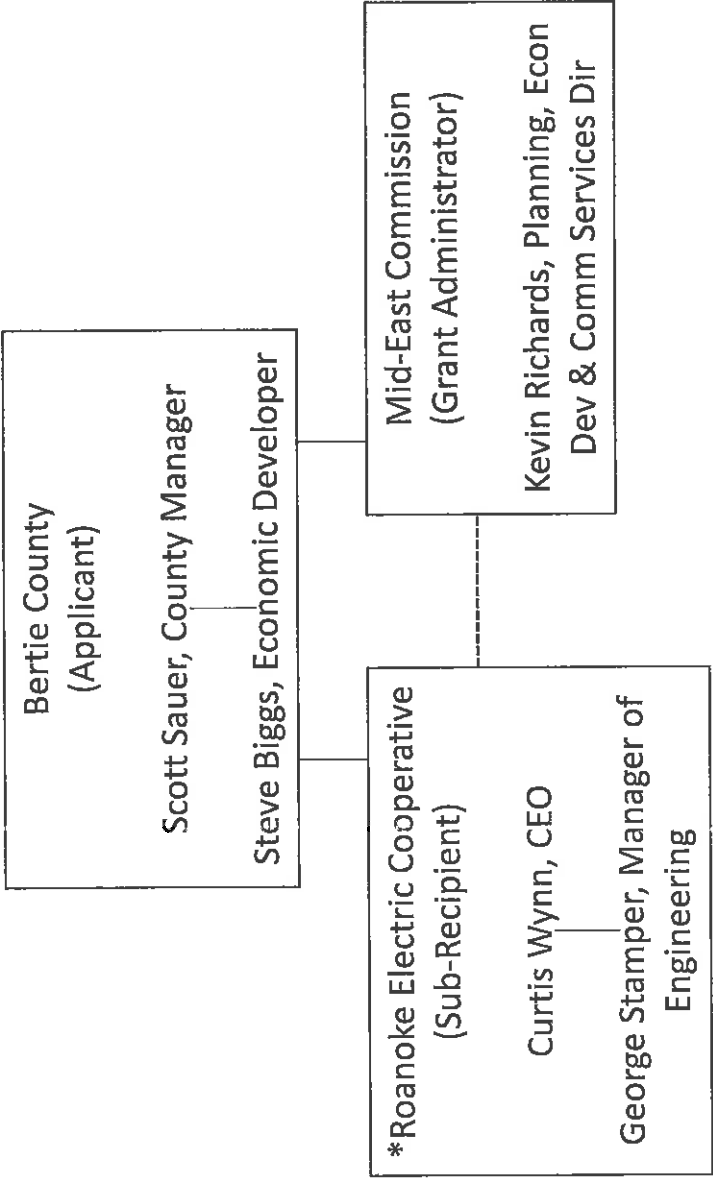 Bertie County
(Applicant)
Scott Sauer, County Manager
Steve Biggs, Economic Developer
*Roanoke Electric Cooperative
(Sub-Recipient)
Curtis Wynn, CEO
George Stamper, Manager of
Engineering
Mid-East Commission
(Grant Administrator)
Kevin Richards, Planning, Econ
Dev & Comm Services Dir